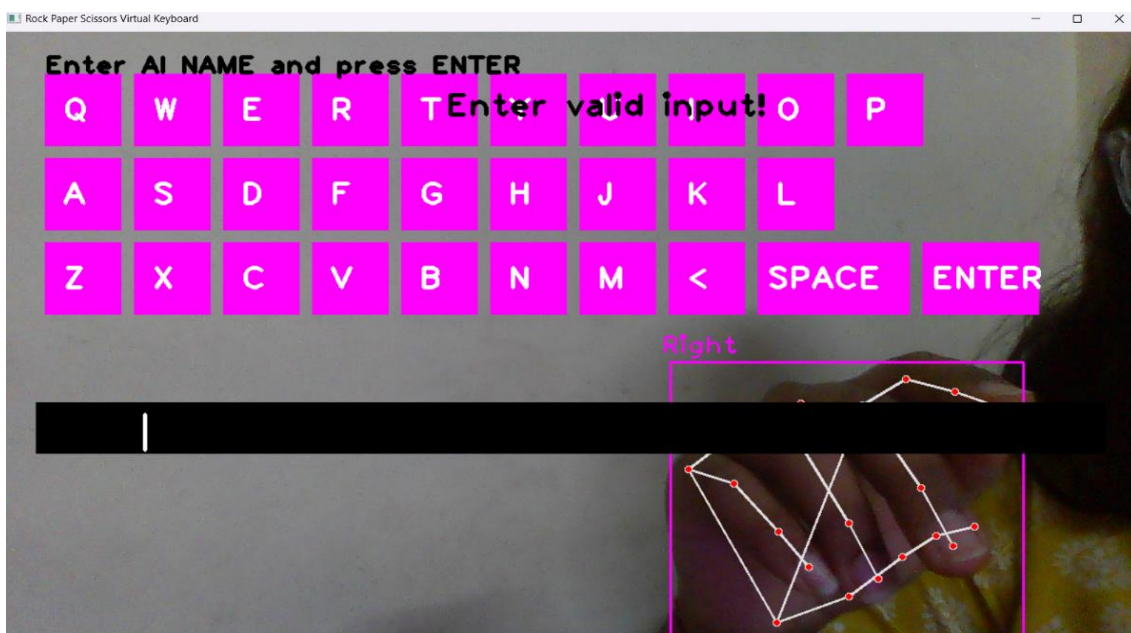 Rock Paper Scissors Virtual Keyboard
Enter AI NAME and press ENTER
Enter valid input!
Q W E R T Y U I O P
A S D F G H J K L
Z X C V B N M < SPACE ENTER
Right